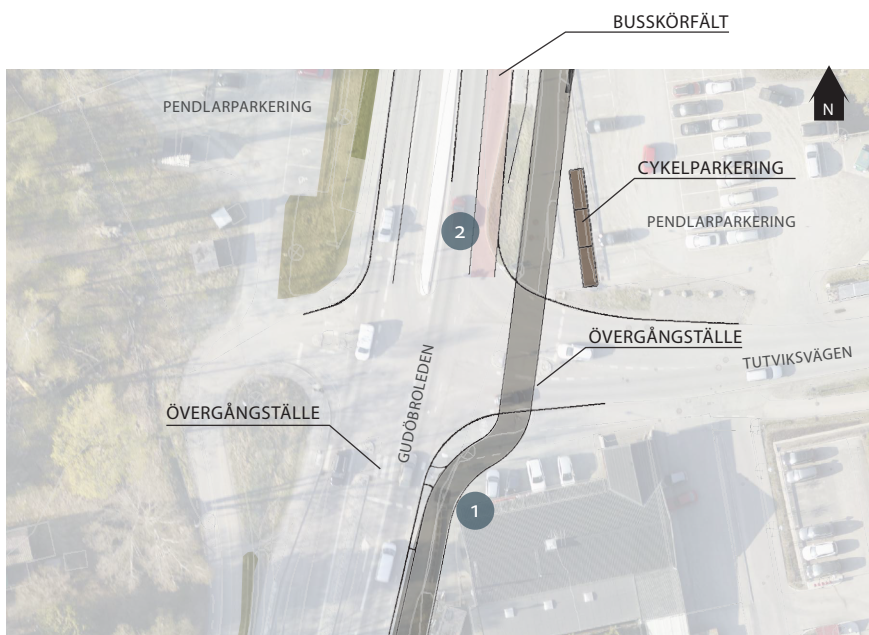 BUSSKÖRFÄLT
PENDLARPARKERING
N
CYKELPARKERING
PENDLARPARKERING
2
ÖVERGÅNGSTÄLLE
TUTVIKSVÄGEN
ÖVERGÅNGSTÄLLE
GUDÖBROLEDEN
1